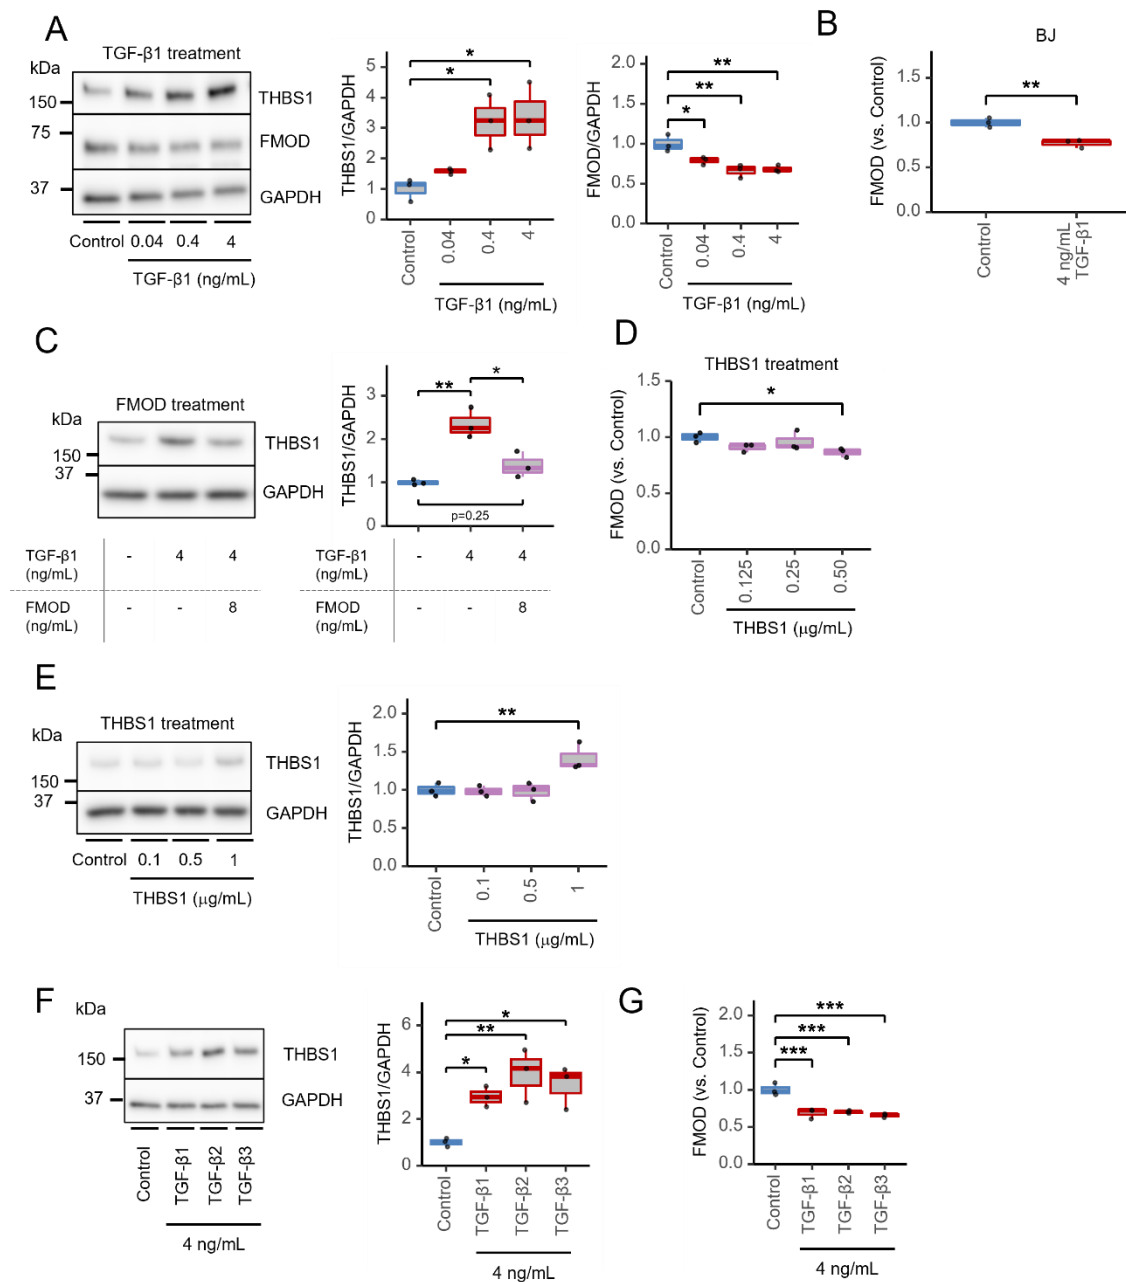 A
TGF-β1 treatment
kDa
150
75
37
THBS1
FMOD
GAPDH
Control 0.04 0.4 4
TGF-β1 (ng/mL)
THBS1/GAPDH
5
4
3
2
1
0
*
*
Control
0.04
0.4
4
TGF-β1 (ng/mL)
FMOD/GAPDH
2.0
1.5
1.0
0.5
0.0
**
**
*
Control
0.04
0.4
4
TGF-β1 (ng/mL)
B
BJ
FMOD (vs. Control)
1.5
1.0
0.5
0.0
**
Control
4 ng/mL
TGF-β1
C
FMOD treatment
kDa
150
37
THBS1
GAPDH
TGF-β1
(ng/mL)
- 4 4
FMOD
(ng/mL)
- - 8
THBS1/GAPDH
3
2
1
0
**
*
p=0.25
TGF-β1
(ng/mL)
- 4 4
FMOD
(ng/mL)
- - 8
D
THBS1 treatment
FMOD (vs. Control)
1.5
1.0
0.5
0.0
*
Control
0.125
0.25
0.50
THBS1 (μg/mL)
E
THBS1 treatment
kDa
150
37
THBS1
GAPDH
Control 0.1 0.5 1
THBS1 (μg/mL)
THBS1/GAPDH
2.0
1.5
1.0
0.5
0.0
**
Control
0.1
0.5
1
THBS1 (μg/mL)
F
kDa
150
37
THBS1
GAPDH
Control
TGF-β1
TGF-β2
TGF-β3
4 ng/mL
THBS1/GAPDH
6
4
2
0
*
**
*
Control
TGF-β1
TGF-β2
TGF-β3
4 ng/mL
G
FMOD (vs. Control)
2.0
1.5
1.0
0.5
0.0
***
***
***
Control
TGF-β1
TGF-β2
TGF-β3
4 ng/mL